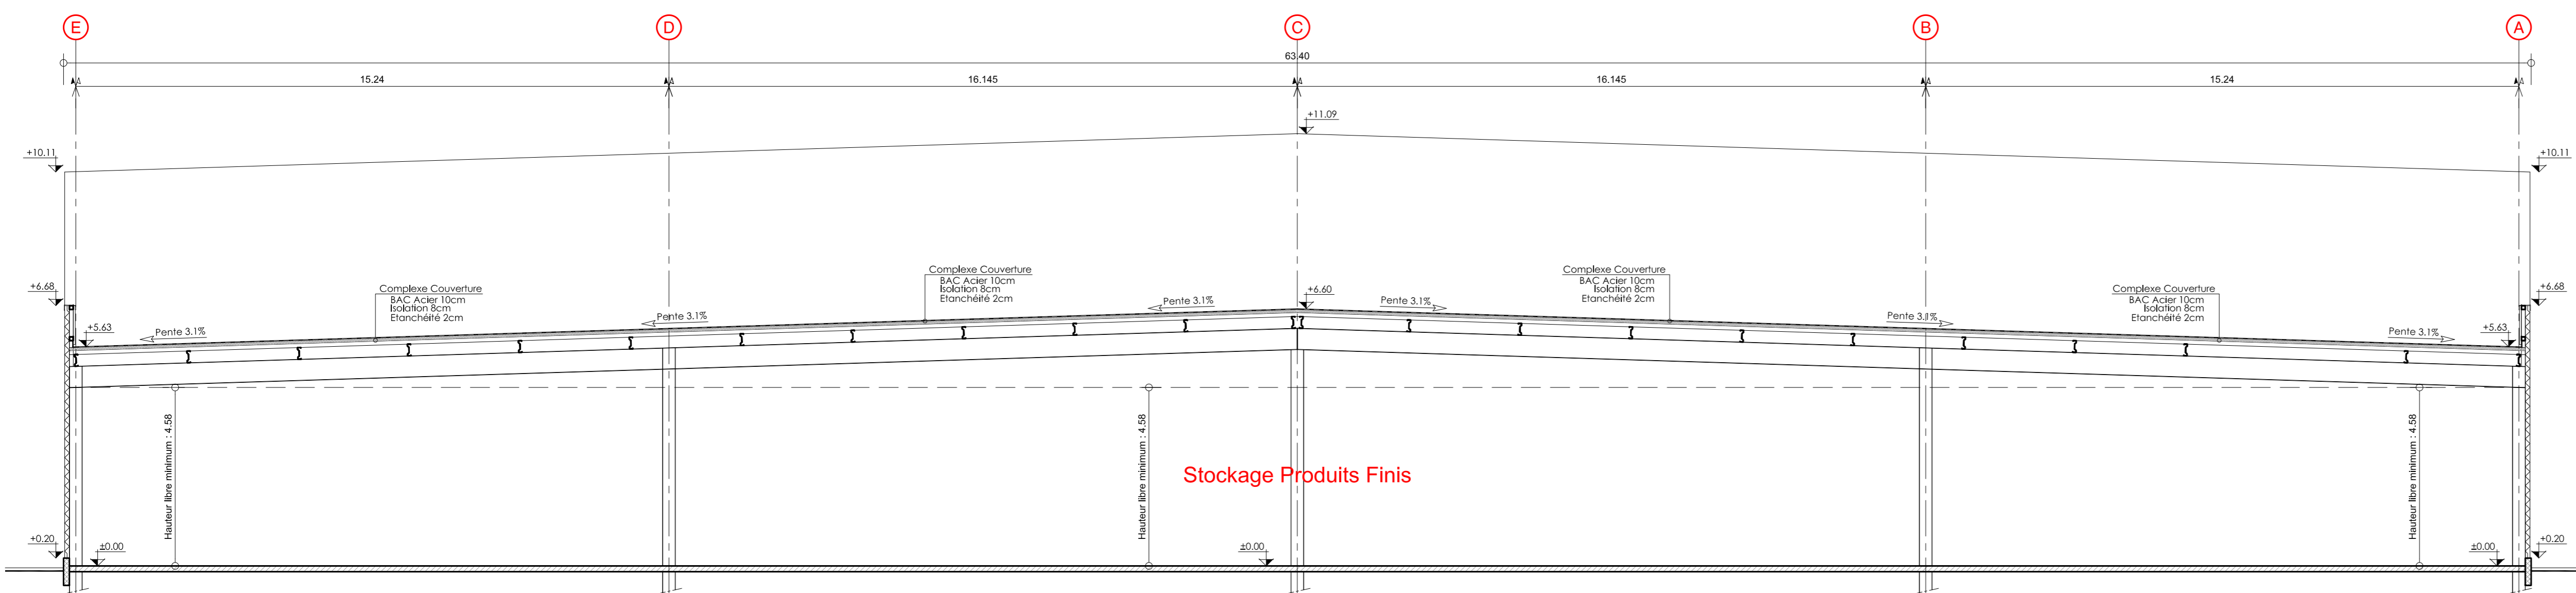 E
D
C
B
A
63.40
15.24
16.145
16.145
15.24
+11.09
+10.11
+10.11
Complexe Couverture
BAC Acier 10cm
Isolation 8cm
Etanchéité 2cm
Complexe Couverture
BAC Acier 10cm
Isolation 8cm
Etanchéité 2cm
+6.68
Complexe Couverture
BAC Acier 10cm
Isolation 8cm
Etanchéité 2cm
+6.60
Complexe Couverture
BAC Acier 10cm
Isolation 8cm
Etanchéité 2cm
+6.68
Pente 3.1%
Pente 3.1%
Pente 3.1%
Pente 3.1%
+5.63
Pente 3.1%
Pente 3.1%
+5.63
Hauteur libre minimum : 4.58
Hauteur libre minimum : 4.58
Hauteur libre minimum : 4.58
Stockage Produits Finis
+0.20
±0.00
±0.00
±0.00
+0.20